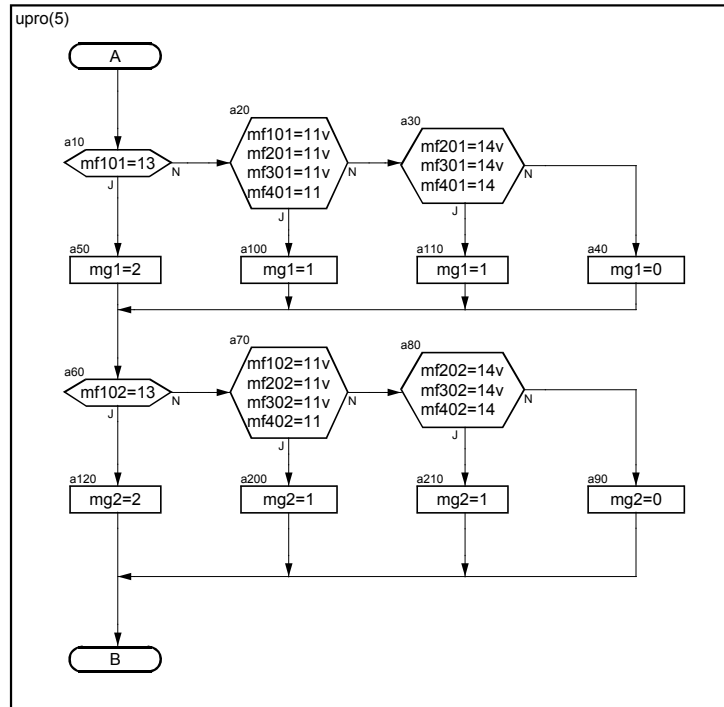 upro(5)
A
a10
mf101=13
N
J
a20
mf101=11v
mf201=11v
mf301=11v
mf401=11
N
J
a30
mf201=14v
mf301=14v
mf401=14
N
J
a50
mg1=2
a100
mg1=1
a110
mg1=1
a40
mg1=0
a60
mf102=13
N
J
a70
mf102=11v
mf202=11v
mf302=11v
mf402=11
N
J
a80
mf202=14v
mf302=14v
mf402=14
N
J
a120
mg2=2
a200
mg2=1
a210
mg2=1
a90
mg2=0
B